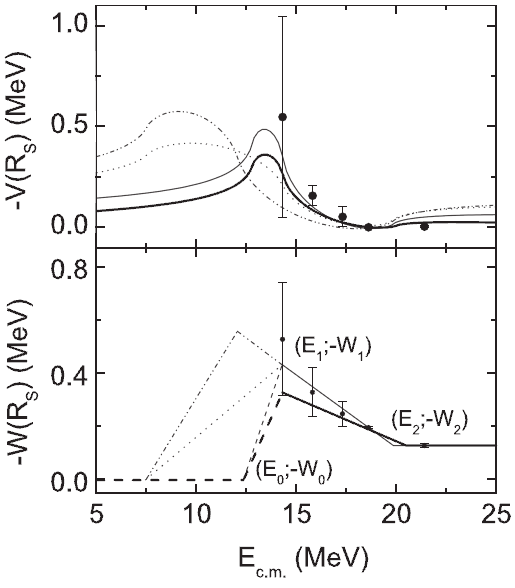 1.0
0.5
0.0
-V(R_S) (MeV)
0.8
0.4
0.0
-W(R_S) (MeV)
(E_1;-W_1)
(E_2;-W_2)
(E_0;-W_0)
5 10 15 20 25
E_c.m. (MeV)